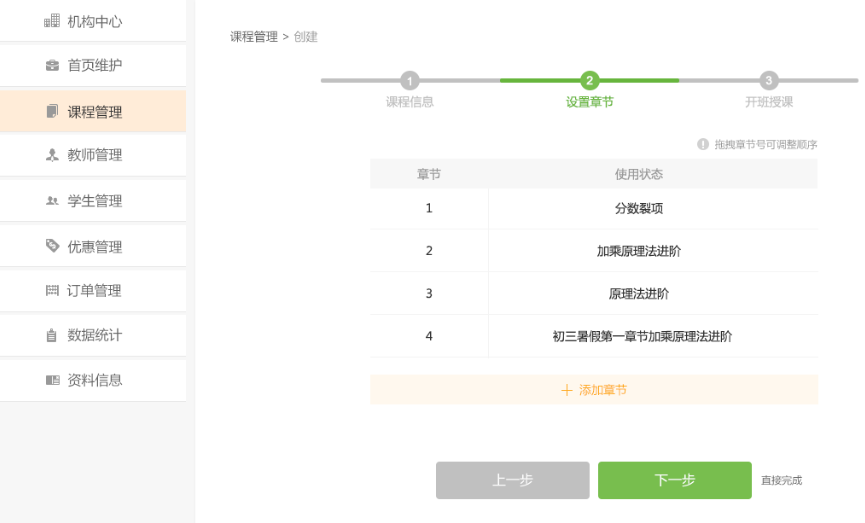 机构中心
首页维护
课程管理
教师管理
学生管理
优惠管理
订单管理
数据统计
资料信息
课程管理 > 创建
1 2 3
课程信息 设置章节 开班授课
! 拖拽章节号可调整顺序
章节 使用状态
1 分数裂项
2 加乘原理法进阶
3 原理法进阶
4 初三暑假第一章节加乘原理法进阶
+ 添加章节
上一步 下一步 直接完成